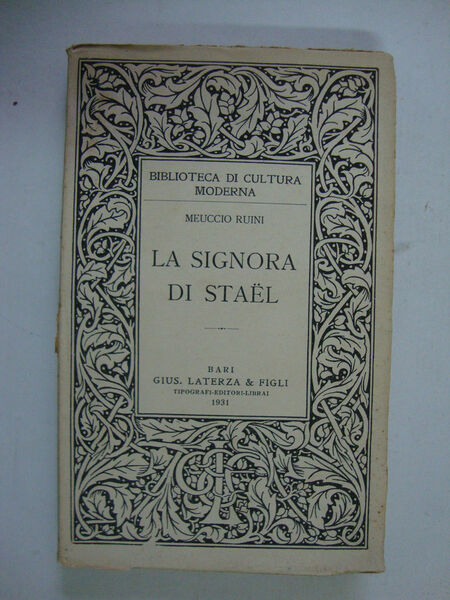 BIBLIOTECA DI CULTURA
MODERNA
MEUCCIO RUINI
LA SIGNORA
DI STAËL
BARI
GIUS. LATERZA & FIGLI
TIPOGRAFI-EDITORI-LIBRAI
1931